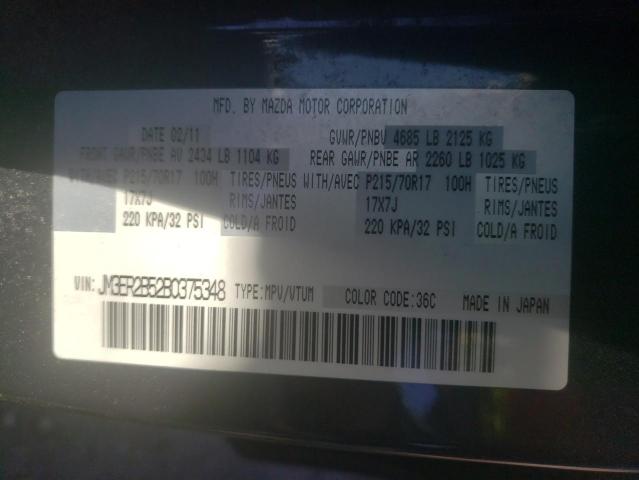 MFD. BY MAZDA MOTOR CORPORATION
DATE 02/11 GVWR/PNBV 4685 LB 2125 KG
FRONT GAWR/PNBE AV 2434 LB 1104 KG REAR GAWR/PNBE AR 2260 LB 1025 KG
WITH/AVEC P215/70R17 100H TIRES/PNEUS WITH/AVEC P215/70R17 100H TIRES/PNEUS
17X7J RIMS/JANTES 17X7J RIMS/JANTES
220 KPA/32 PSI COLD/A FROID 220 KPA/32 PSI COLD/A FROID
VIN: JM3ER2B52B0375348 TYPE:MPV/VTUM COLOR CODE:36C MADE IN JAPAN